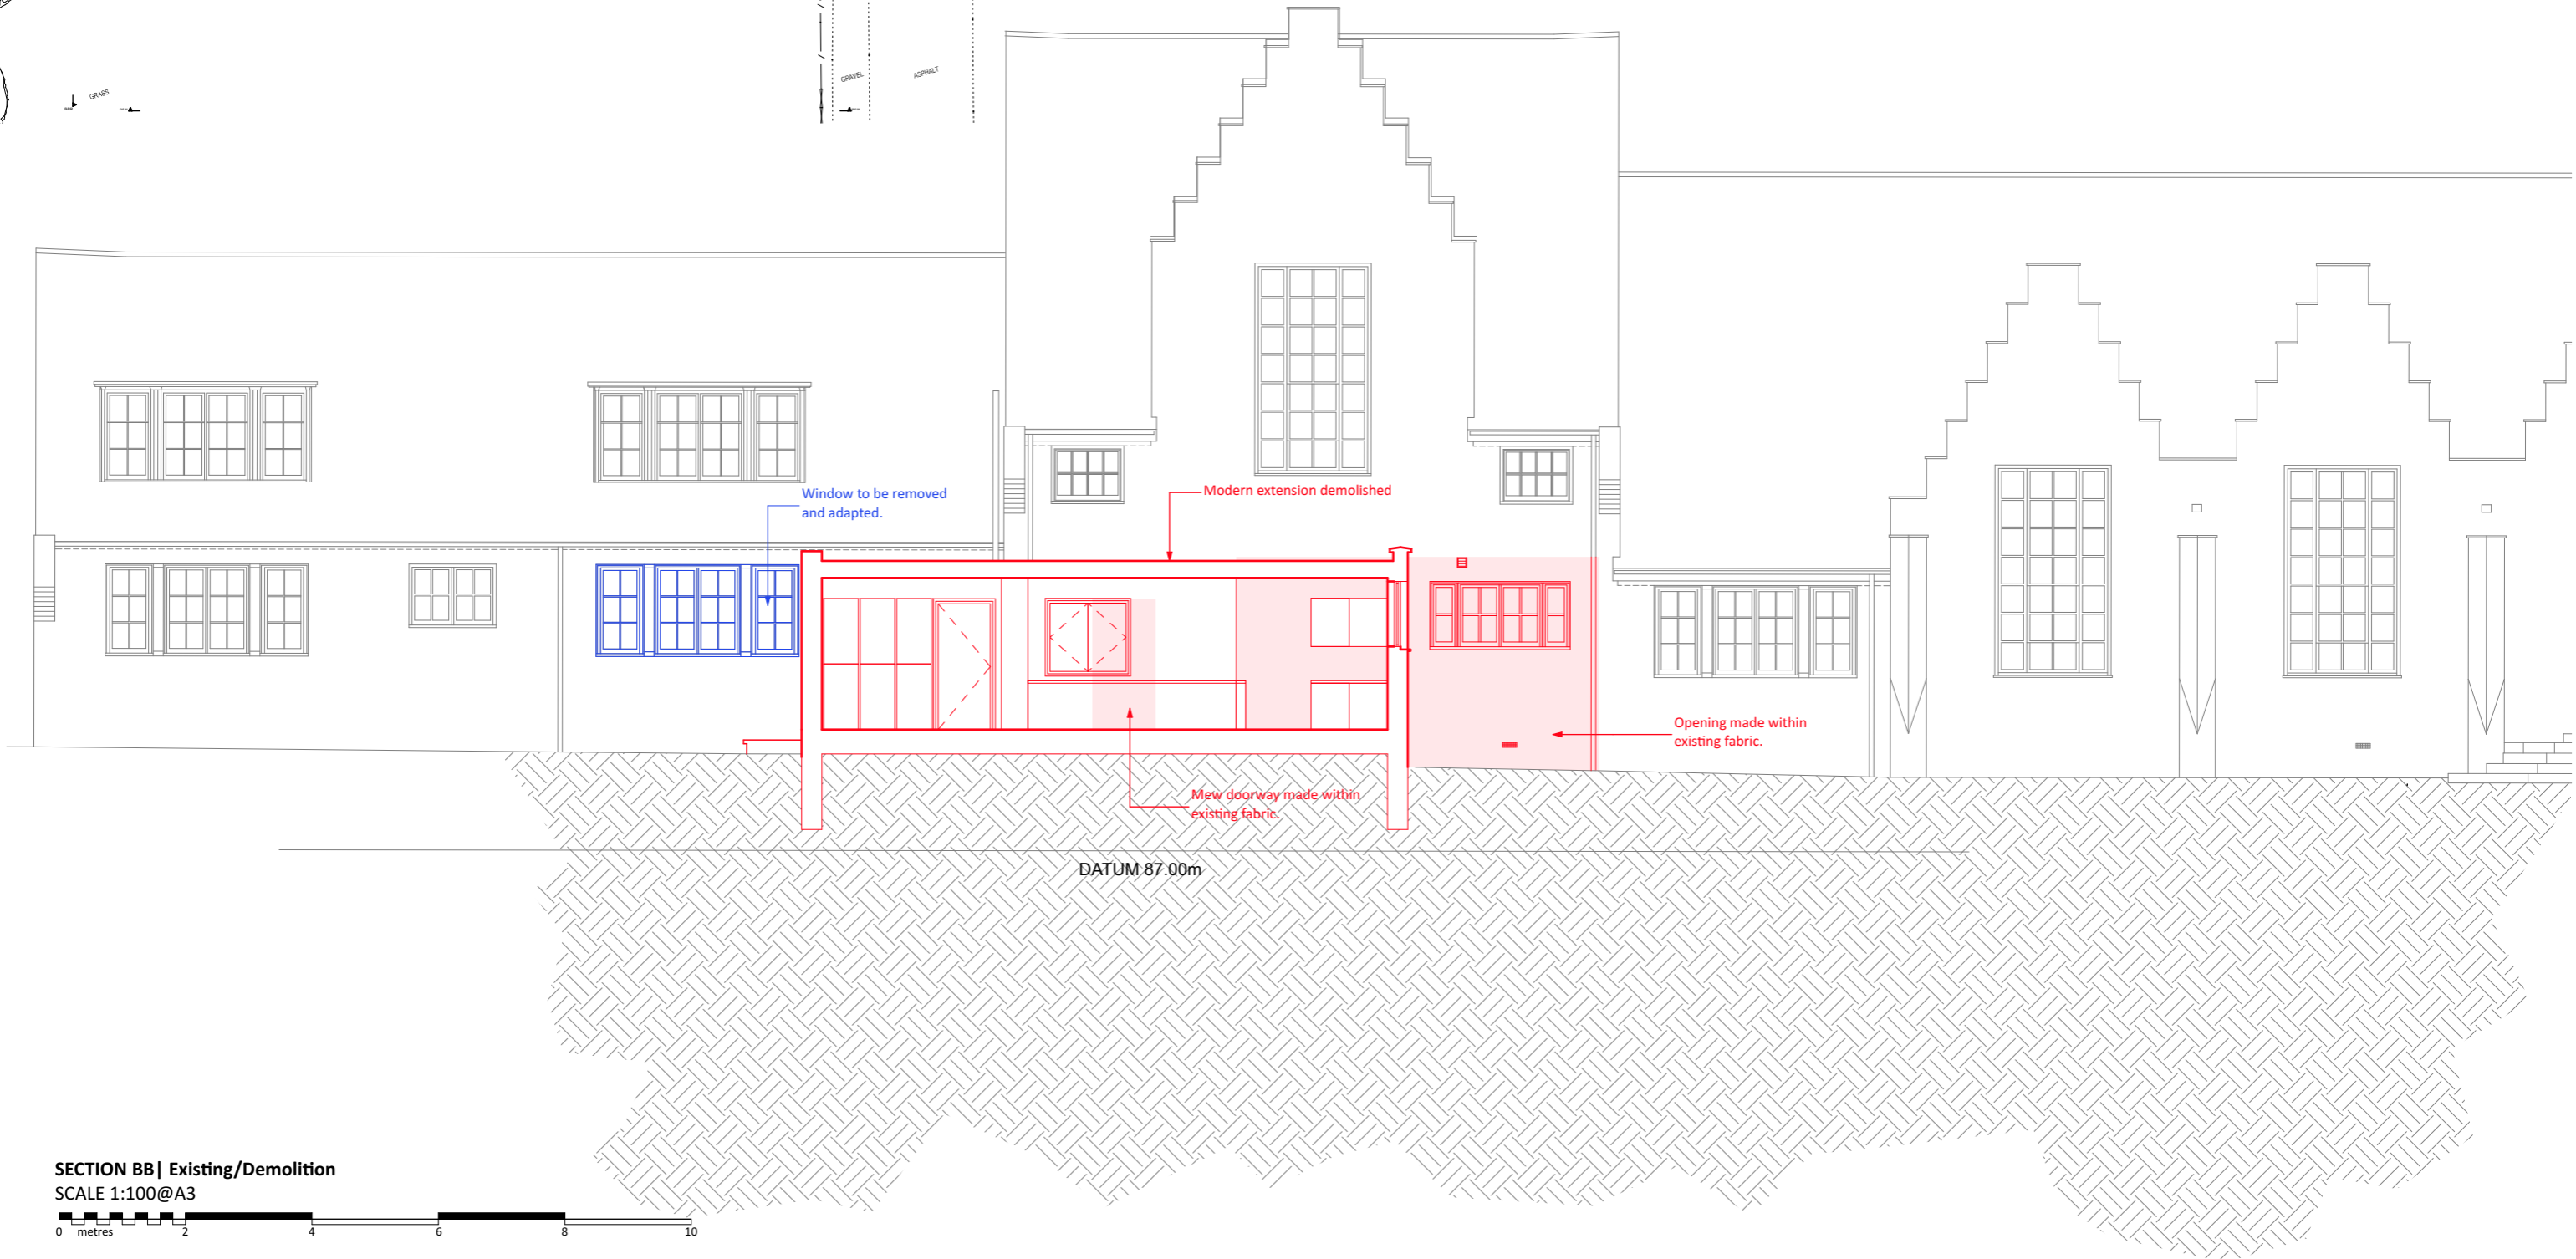 GRASS
GRAVEL
ASPHALT
Window to be removed
and adapted.
Modern extension demolished
Opening made within
existing fabric.
Mew doorway made within
existing fabric.
DATUM 87.00m
SECTION BB| Existing/Demolition
SCALE 1:100@A3
0 metres 2 4 6 8 10